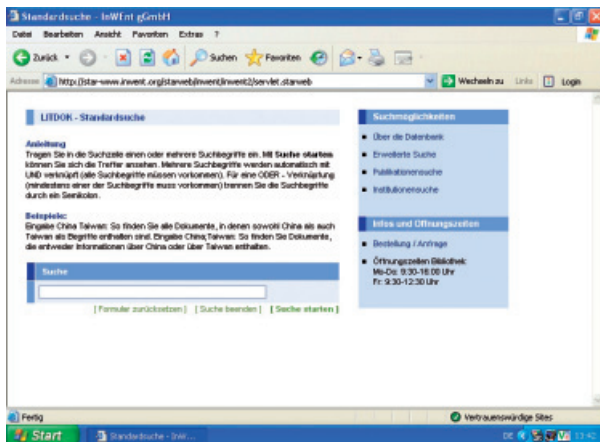 Standardsuche - InWEnt gGmbH
Datei Bearbeiten Ansicht Favoriten Extras ?
Zurück Suchen Favoriten
Adresse http://star-www.inwent.org/starweb/inwent/inwent2/servlet.starweb Wechseln zu Links Login
LITDOK - Standardsuche
Anleitung
Tragen Sie in die Suchzeile einen oder mehrere Suchbegriffe ein. Mit Suche starten
können Sie sich die Treffer ansehen. Mehrere Suchbegriffe werden automatisch mit
UND verknüpft (alle Suchbegriffe müssen vorkommen). Für eine ODER - Verknüpfung
(mindestens einer der Suchbegriffe muss vorkommen) trennen Sie die Suchbegriffe
durch ein Semikolon.
Beispiele:
Eingabe China Taiwan: So finden Sie alle Dokumente, in denen sowohl China als auch
Taiwan als Begriffe enthalten sind. Eingabe China;Taiwan: So finden Sie Dokumente,
die entweder Informationen über China oder über Taiwan enthalten.
Suche
[ Formular zurücksetzen ] [ Suche beenden ] [ Suche starten ]
Suchmöglichkeiten
Über die Datenbank
Erweiterte Suche
Publikationensuche
Institutionensuche
Infos und Öffnungszeiten
Bestellung / Anfrage
Öffnungszeiten Bibliothek:
Mo-Do: 9:30-16:00 Uhr
Fr: 9:30-12:30 Uhr
Fertig Vertrauenswürdige Sites
Start Standardsuche - InW... DE 13:42